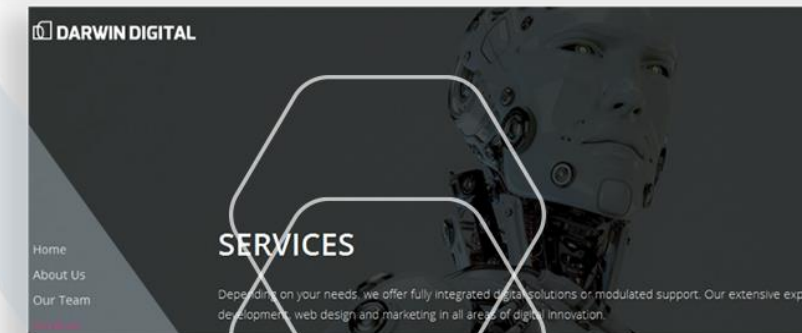 DARWIN DIGITAL
SERVICES
Home
About Us
Our Team
Depending on your needs, we offer fully integrated digital solutions or modulated support. Our extensive exp
development, web design and marketing in all areas of digital innovation.